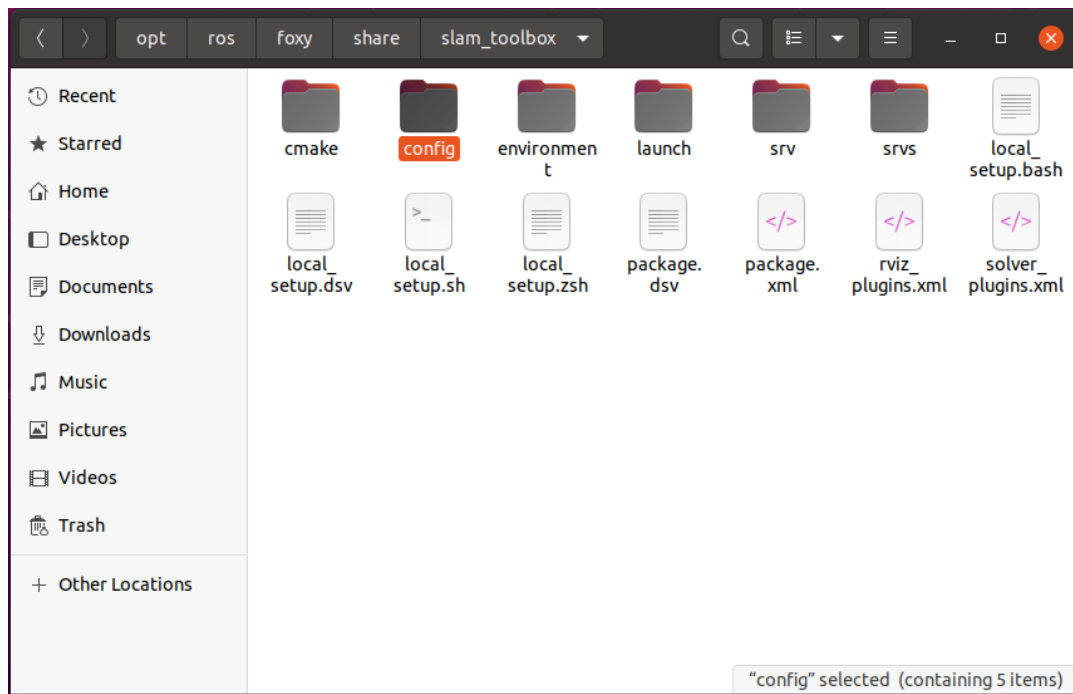 opt ros foxy share slam_toolbox
Recent
Starred
Home
Desktop
Documents
Downloads
Music
Pictures
Videos
Trash
+ Other Locations
cmake
config
environmen
t
launch
srv
srvs
local_
setup.bash
local_
setup.dsv
>_
local_
setup.sh
local_
setup.zsh
package.
dsv
</>
package.
xml
</>
rviz_
plugins.xml
</>
solver_
plugins.xml
“config” selected (containing 5 items)